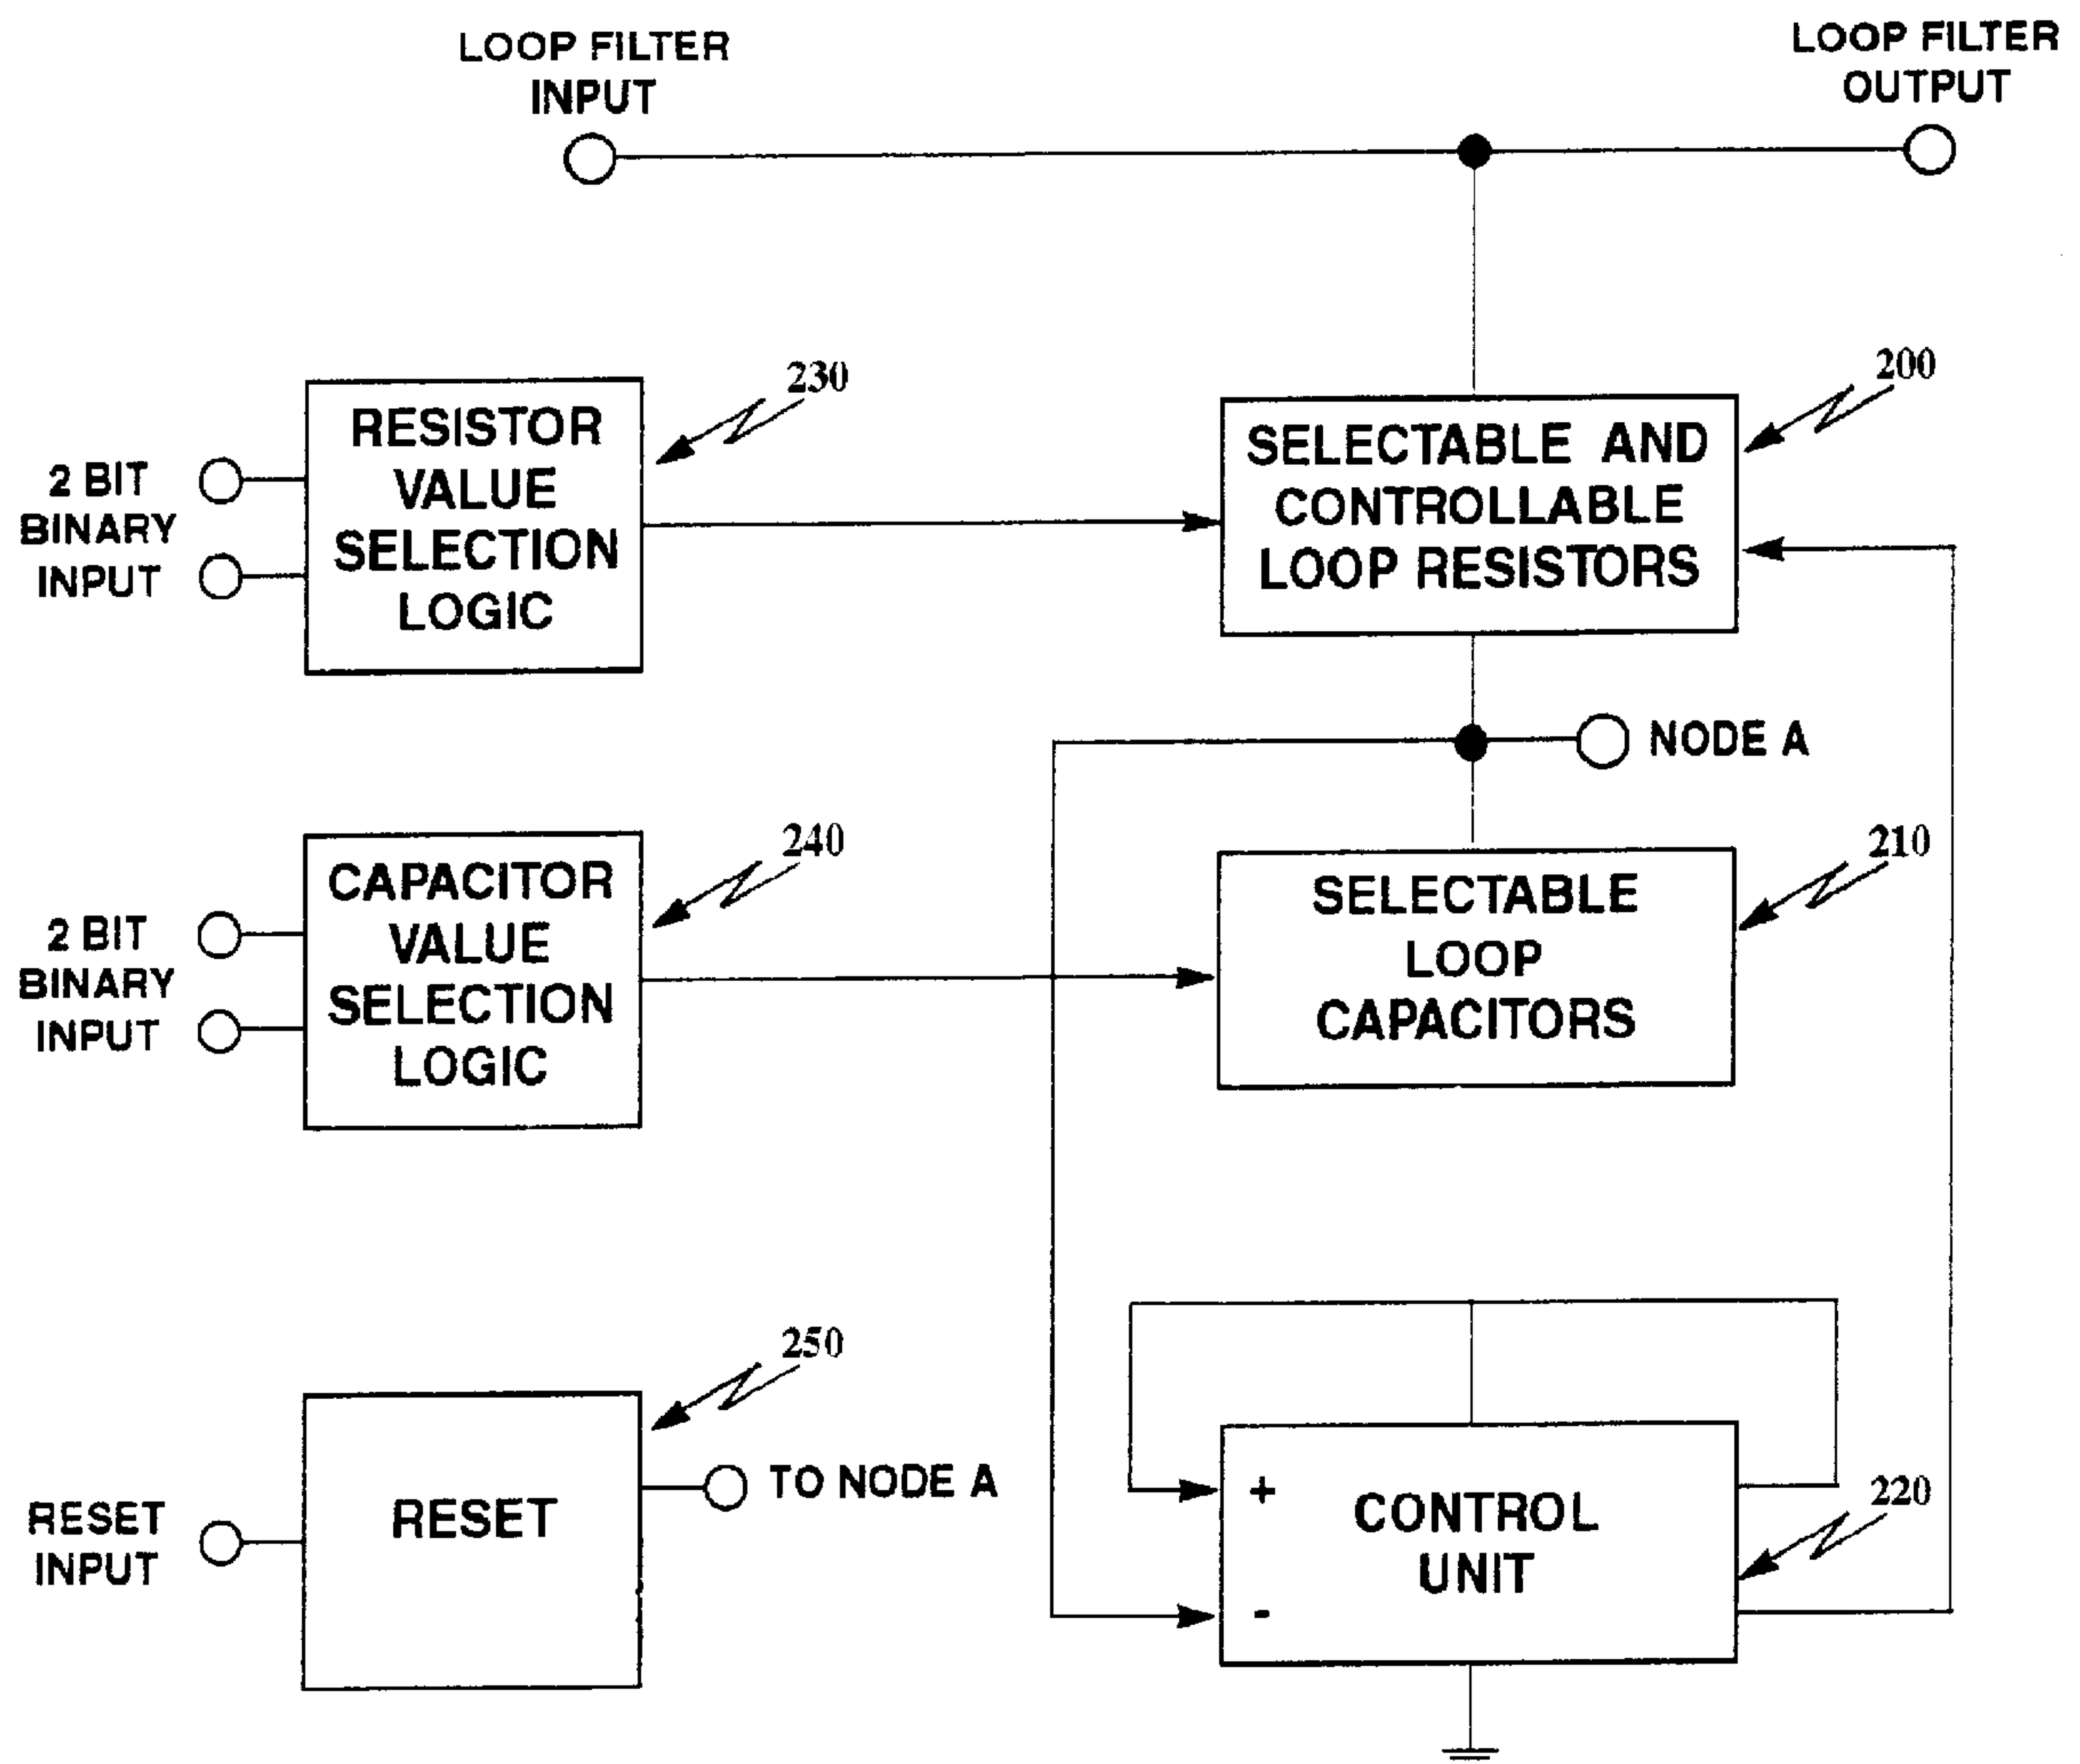 LOOP FILTER
INPUT
LOOP FILTER
OUTPUT
230
RESISTOR
VALUE
SELECTION
LOGIC
2 BIT
BINARY
INPUT
200
SELECTABLE AND
CONTROLLABLE
LOOP RESISTORS
NODE A
240
CAPACITOR
VALUE
SELECTION
LOGIC
2 BIT
BINARY
INPUT
210
SELECTABLE
LOOP
CAPACITORS
250
RESET
TO NODE A
RESET
INPUT
220
+
CONTROL
UNIT
-